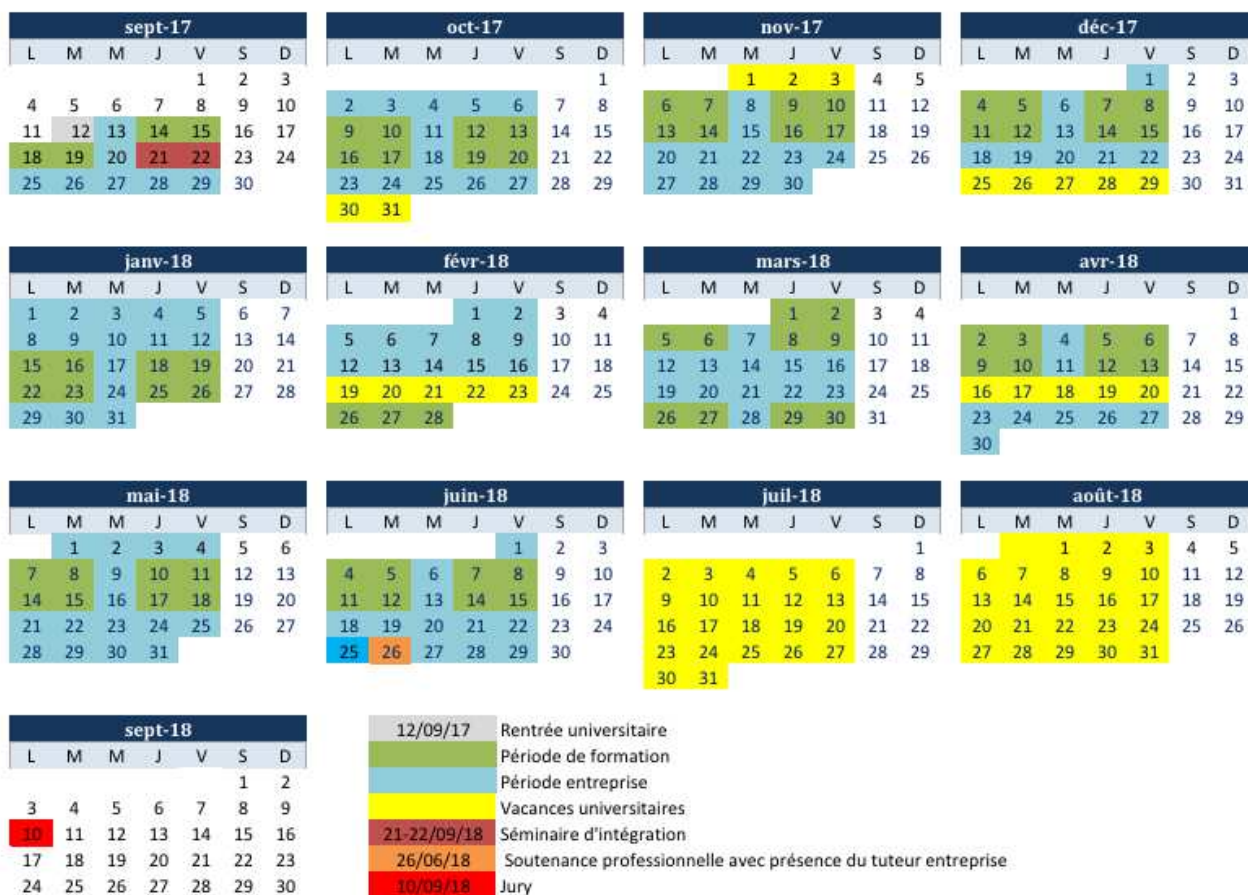 sept-17 oct-17 nov-17 déc-17
L M M J V S D L M M J V S D L M M J V S D L M M J V S D
1 2 3 1 1 2 3 4 5 1 2 3
4 5 6 7 8 9 10 2 3 4 5 6 7 8 6 7 8 9 10 11 12 4 5 6 7 8 9 10
11 12 13 14 15 16 17 9 10 11 12 13 14 15 13 14 15 16 17 18 19 11 12 13 14 15 16 17
18 19 20 21 22 23 24 16 17 18 19 20 21 22 20 21 22 23 24 25 26 18 19 20 21 22 23 24
25 26 27 28 29 30 23 24 25 26 27 28 29 27 28 29 30 25 26 27 28 29 30 31
30 31
janv-18 févr-18 mars-18 avr-18
L M M J V S D L M M J V S D L M M J V S D L M M J V S D
1 2 3 4 5 6 7 1 2 3 4 1 2 3 4 1
8 9 10 11 12 13 14 5 6 7 8 9 10 11 5 6 7 8 9 10 11 2 3 4 5 6 7 8
15 16 17 18 19 20 21 12 13 14 15 16 17 18 12 13 14 15 16 17 18 9 10 11 12 13 14 15
22 23 24 25 26 27 28 19 20 21 22 23 24 25 19 20 21 22 23 24 25 16 17 18 19 20 21 22
29 30 31 26 27 28 26 27 28 29 30 31 23 24 25 26 27 28 29
30
mai-18 juin-18 juil-18 août-18
L M M J V S D L M M J V S D L M M J V S D L M M J V S D
1 2 3 4 5 6 1 2 3 1 1 2 3 4 5
7 8 9 10 11 12 13 4 5 6 7 8 9 10 2 3 4 5 6 7 8 6 7 8 9 10 11 12
14 15 16 17 18 19 20 11 12 13 14 15 16 17 9 10 11 12 13 14 15 13 14 15 16 17 18 19
21 22 23 24 25 26 27 18 19 20 21 22 23 24 16 17 18 19 20 21 22 20 21 22 23 24 25 26
28 29 30 31 25 26 27 28 29 30 23 24 25 26 27 28 29 27 28 29 30 31
30 31
sept-18
L M M J V S D
1 2
3 4 5 6 7 8 9
10 11 12 13 14 15 16
17 18 19 20 21 22 23
24 25 26 27 28 29 30
12/09/17 Rentrée universitaire
Période de formation
Période entreprise
Vacances universitaires
21-22/09/18 Séminaire d'intégration
26/06/18 Soutenance professionnelle avec présence du tuteur entreprise
10/09/18 Jury